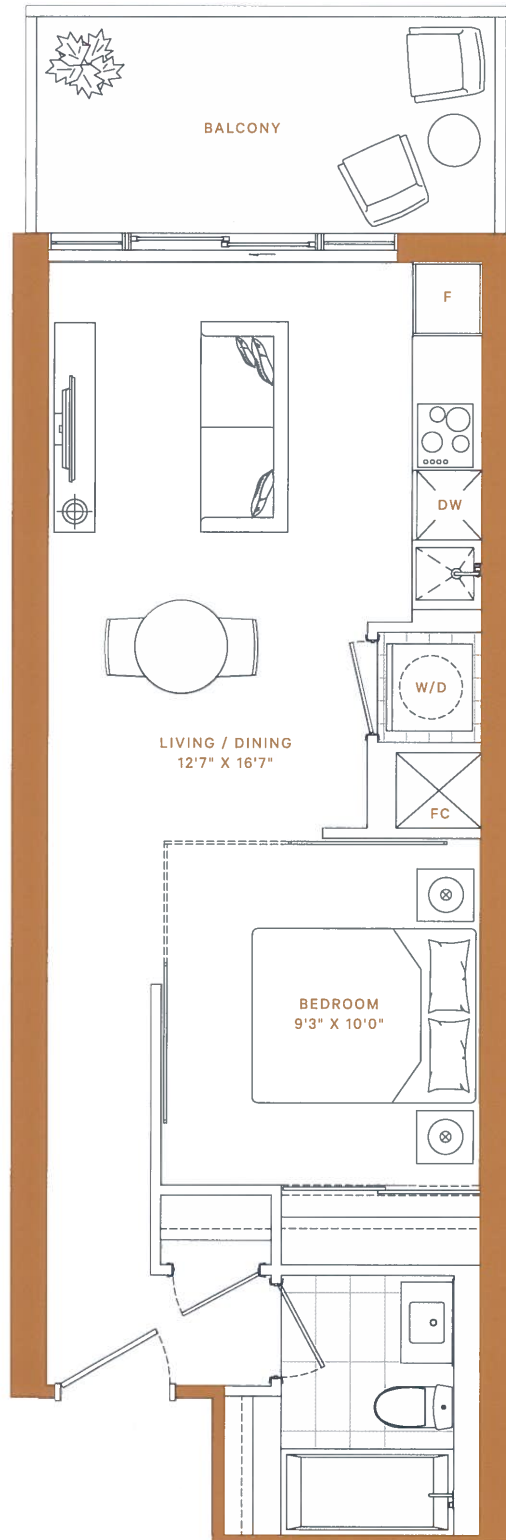 BALCONY
F
DW
W/D
LIVING / DINING
12'7" X 16'7"
FC
BEDROOM
9'3" X 10'0"